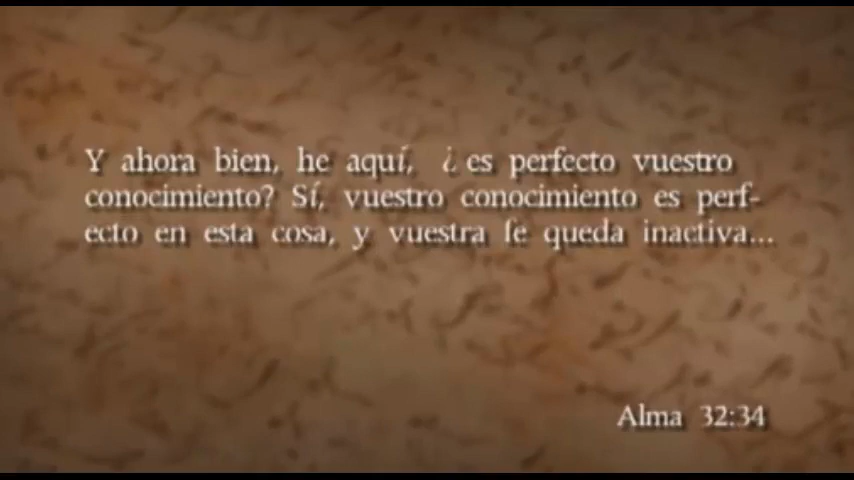 Y ahora bien, he aquí, ¿ es perfecto vuestro
conocimiento? Sí, vuestro conocimiento es perf-
ecto en esta cosa, y vuestra fe queda inactiva...
Alma 32:34